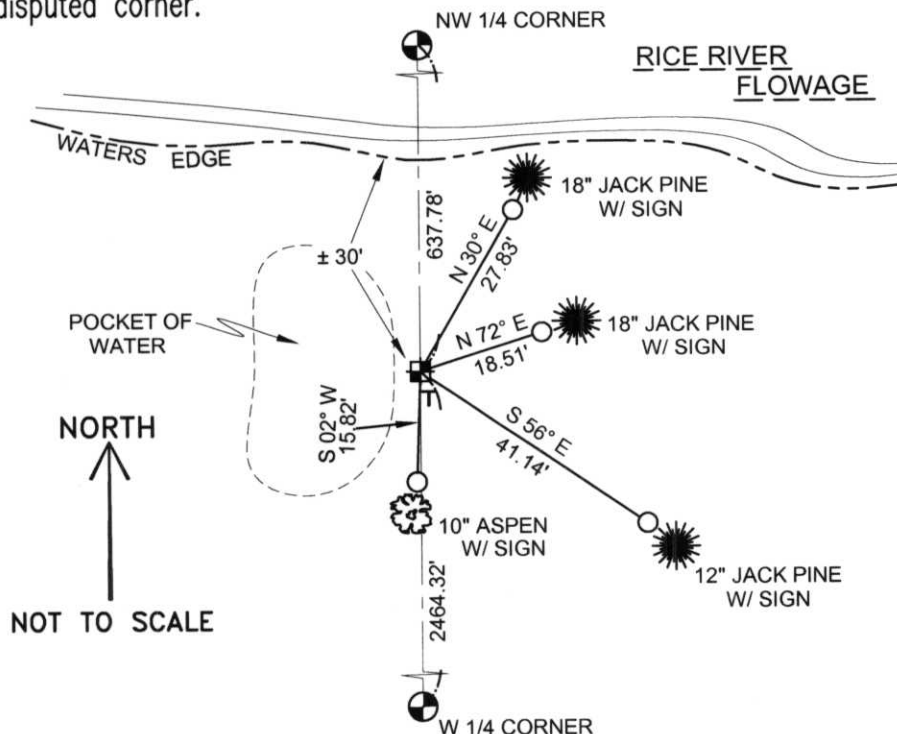 disputed corner.
NW 1/4 CORNER
RICE RIVER
FLOWAGE
WATERS EDGE
637.78'
18" JACK PINE
W/ SIGN
N 30° E
27.83'
± 30'
POCKET OF
WATER
N 72° E
18.51'
18" JACK PINE
W/ SIGN
S 02° W
15.82'
S 56° E
41.14'
NORTH
10" ASPEN
W/ SIGN
12" JACK PINE
W/ SIGN
NOT TO SCALE
2464.32'
W 1/4 CORNER